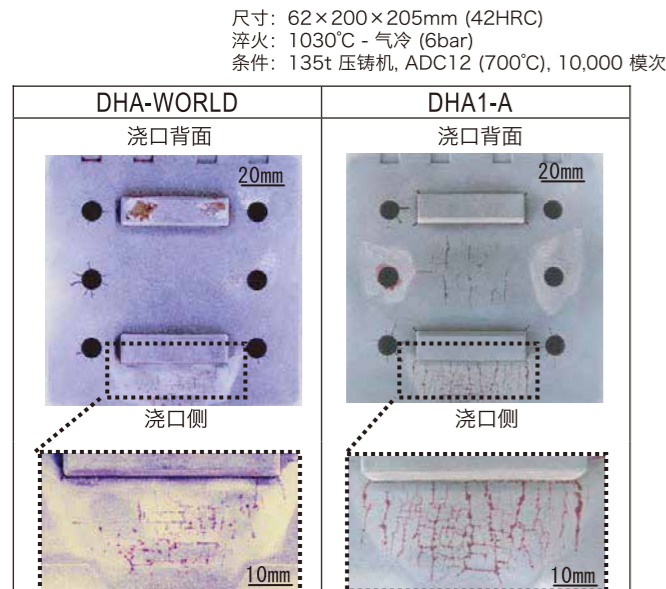 尺寸: 62×200×205mm (42HRC)
淬火: 1030℃ - 气冷 (6bar)
条件: 135t 压铸机, ADC12 (700℃), 10,000 模次
DHA-WORLD
DHA1-A
浇口背面
浇口背面
20mm
20mm
浇口侧
浇口侧
10mm
10mm